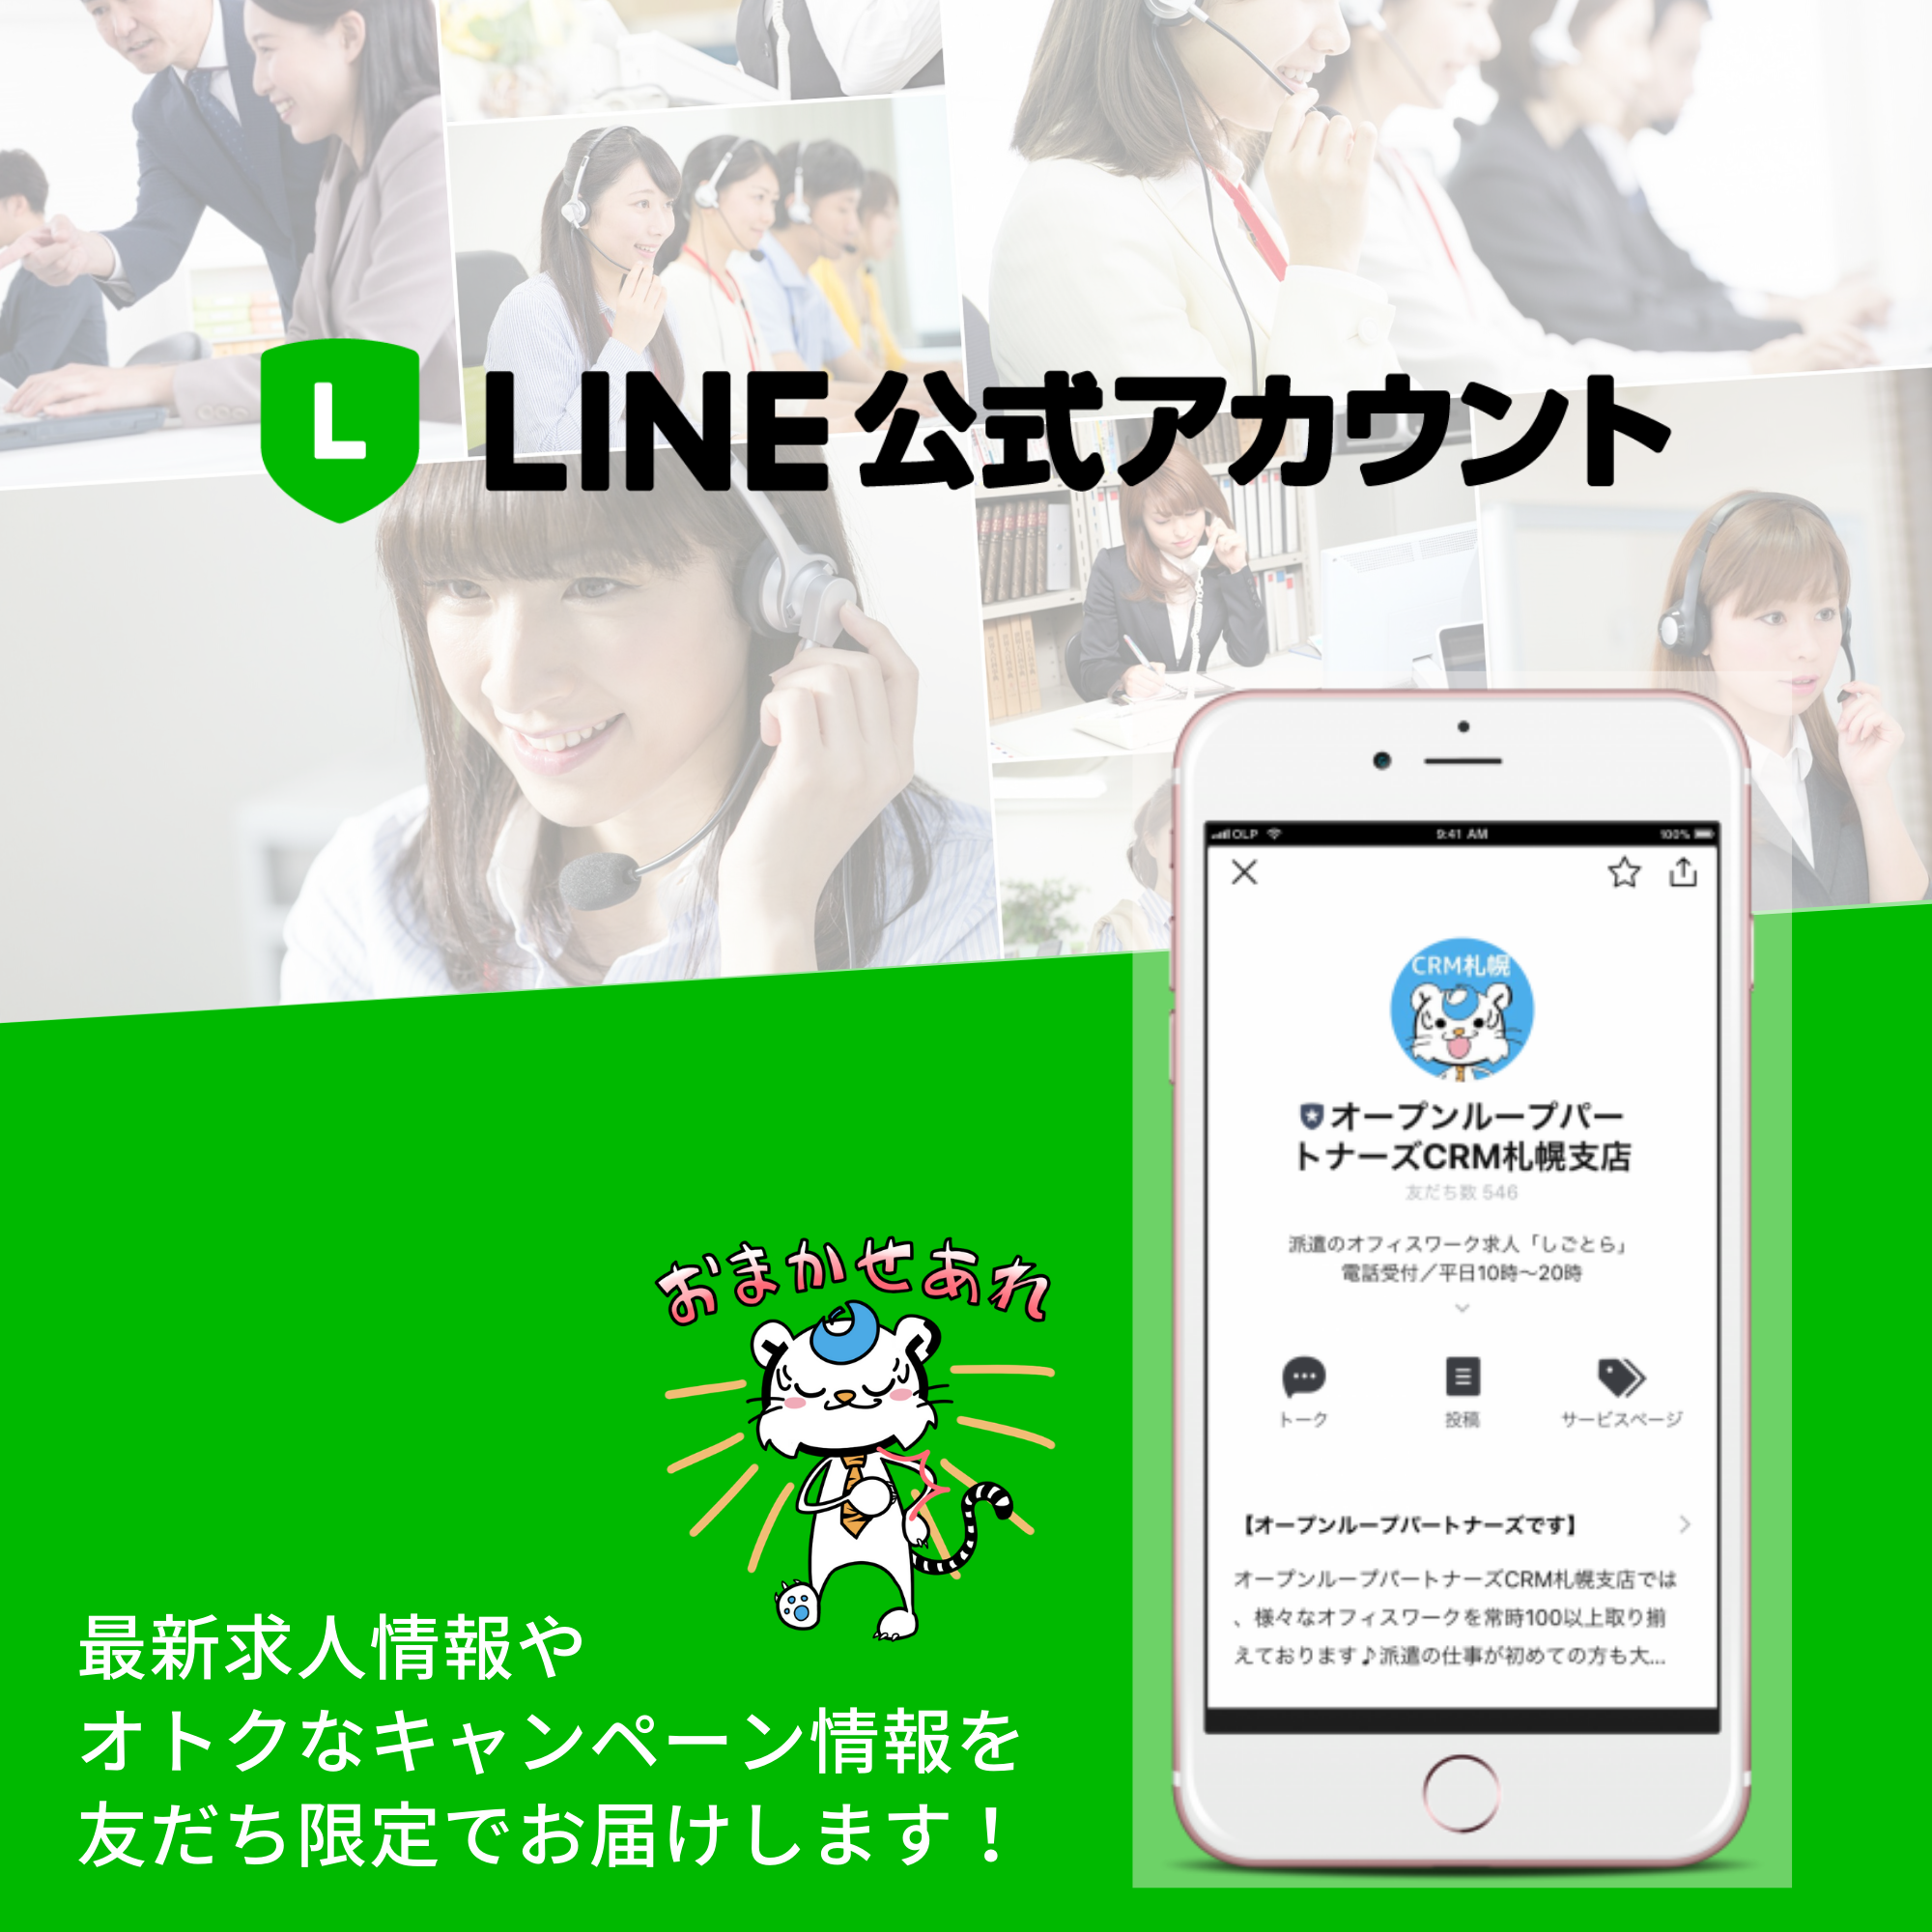 L
LINE公式アカウント
OLP 9:41 AM 100%
CRM札幌
オープンループパー
トナーズCRM札幌支店
友だち数 546
派遣のオフィスワーク求人「しごとら」
電話受付／平日10時〜20時
トーク 投稿 サービスページ
【オープンループパートナーズです】
オープンループパートナーズCRM札幌支店では
、様々なオフィスワークを常時100以上取り揃
えております♪派遣の仕事が初めての方も大...
おまかせあれ
最新求人情報や
オトクなキャンペーン情報を
友だち限定でお届けします！